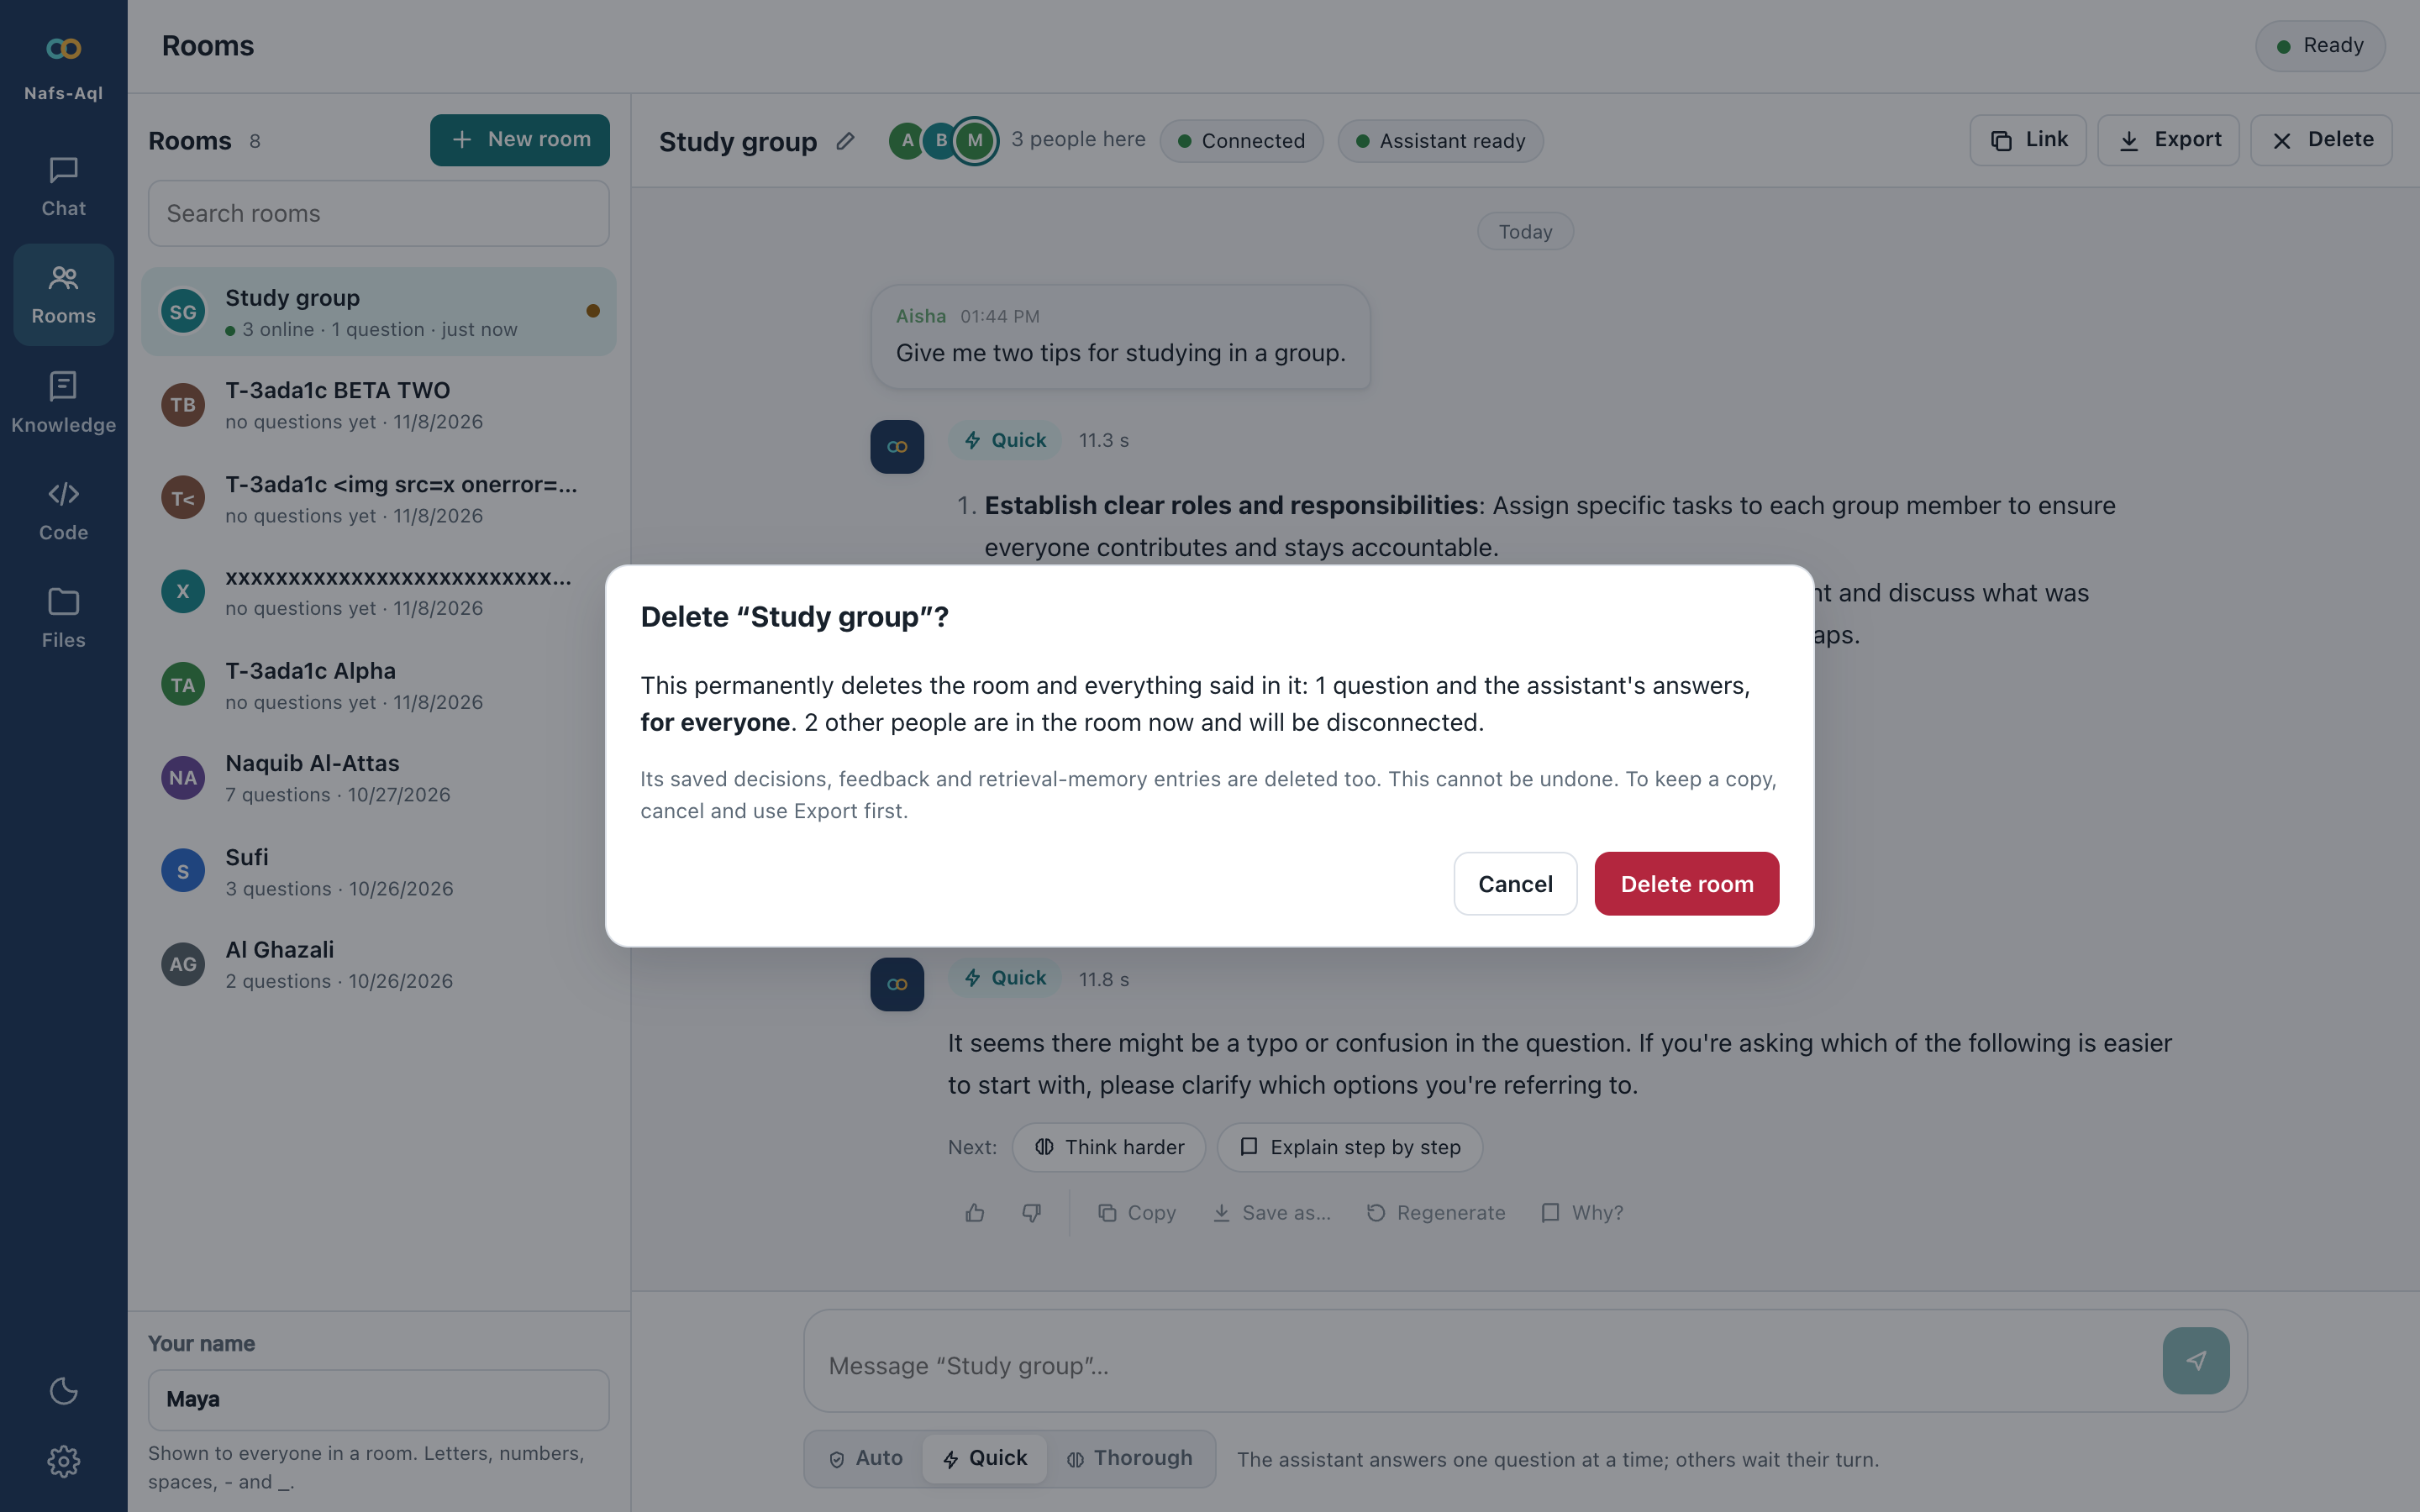 Nafs-Aql
Chat
Rooms
Knowledge
Code
Files
Rooms
Ready
Rooms 8
New room
Search rooms
SG
Study group
3 online · 1 question · just now
TB
T-3ada1c BETA TWO
no questions yet · 11/8/2026
T<
T-3ada1c <img src=x onerror=...
no questions yet · 11/8/2026
X
xxxxxxxxxxxxxxxxxxxxxxxxxx...
no questions yet · 11/8/2026
TA
T-3ada1c Alpha
no questions yet · 11/8/2026
NA
Naquib Al-Attas
7 questions · 10/27/2026
S
Sufi
3 questions · 10/26/2026
AG
Al Ghazali
2 questions · 10/26/2026
Your name
Maya
Shown to everyone in a room. Letters, numbers,
spaces, - and _.
Study group
A B M 3 people here
Connected
Assistant ready
Link
Export
Delete
Today
Aisha 01:44 PM
Give me two tips for studying in a group.
Quick 11.3 s
1. Establish clear roles and responsibilities: Assign specific tasks to each group member to ensure
everyone contributes and stays accountable.
and discuss what was
aps.
Delete “Study group”?
This permanently deletes the room and everything said in it: 1 question and the assistant's answers,
for everyone. 2 other people are in the room now and will be disconnected.
Its saved decisions, feedback and retrieval-memory entries are deleted too. This cannot be undone. To keep a copy,
cancel and use Export first.
Cancel
Delete room
Quick 11.8 s
It seems there might be a typo or confusion in the question. If you're asking which of the following is easier
to start with, please clarify which options you're referring to.
Next: Think harder Explain step by step
Copy Save as... Regenerate Why?
Message “Study group”...
Auto Quick Thorough
The assistant answers one question at a time; others wait their turn.